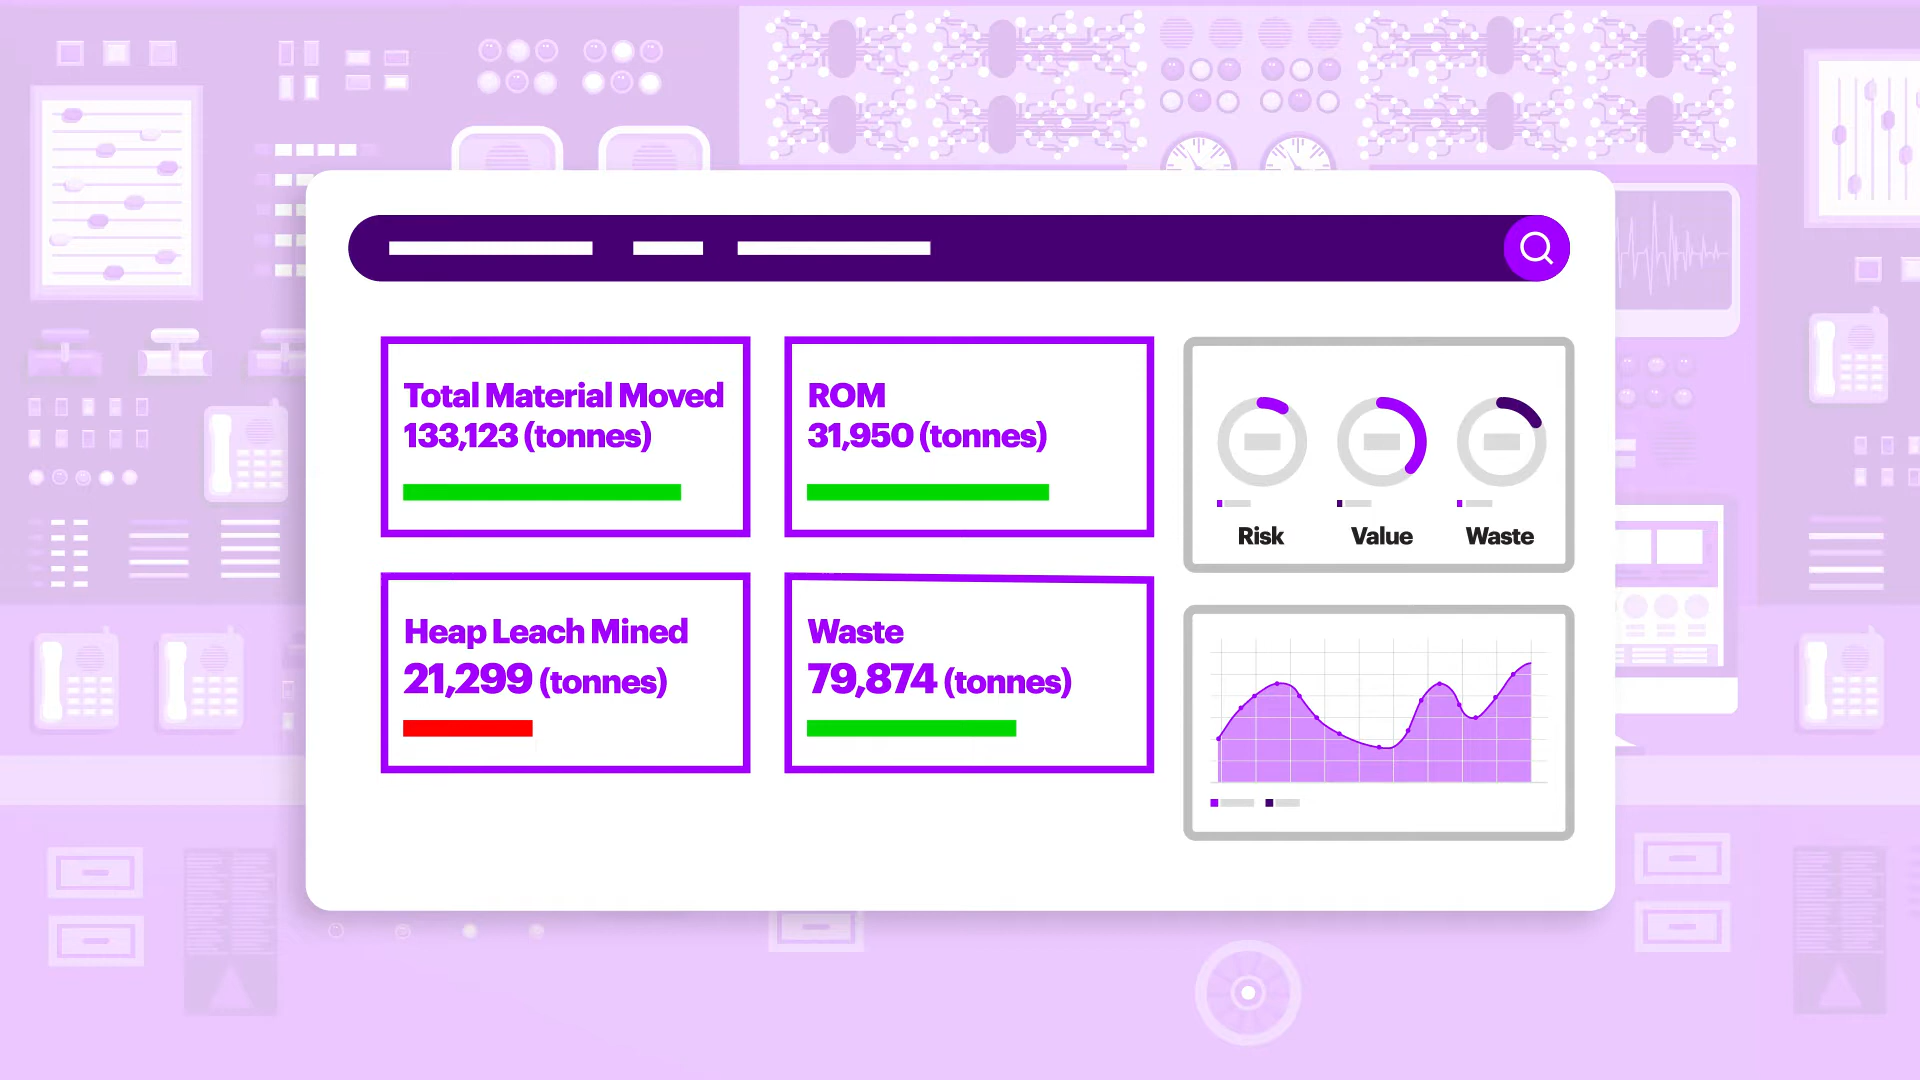 Total Material Moved
133,123 (tonnes)
ROM
31,950 (tonnes)
Heap Leach Mined
21,299 (tonnes)
Waste
79,874 (tonnes)
Risk
Value
Waste